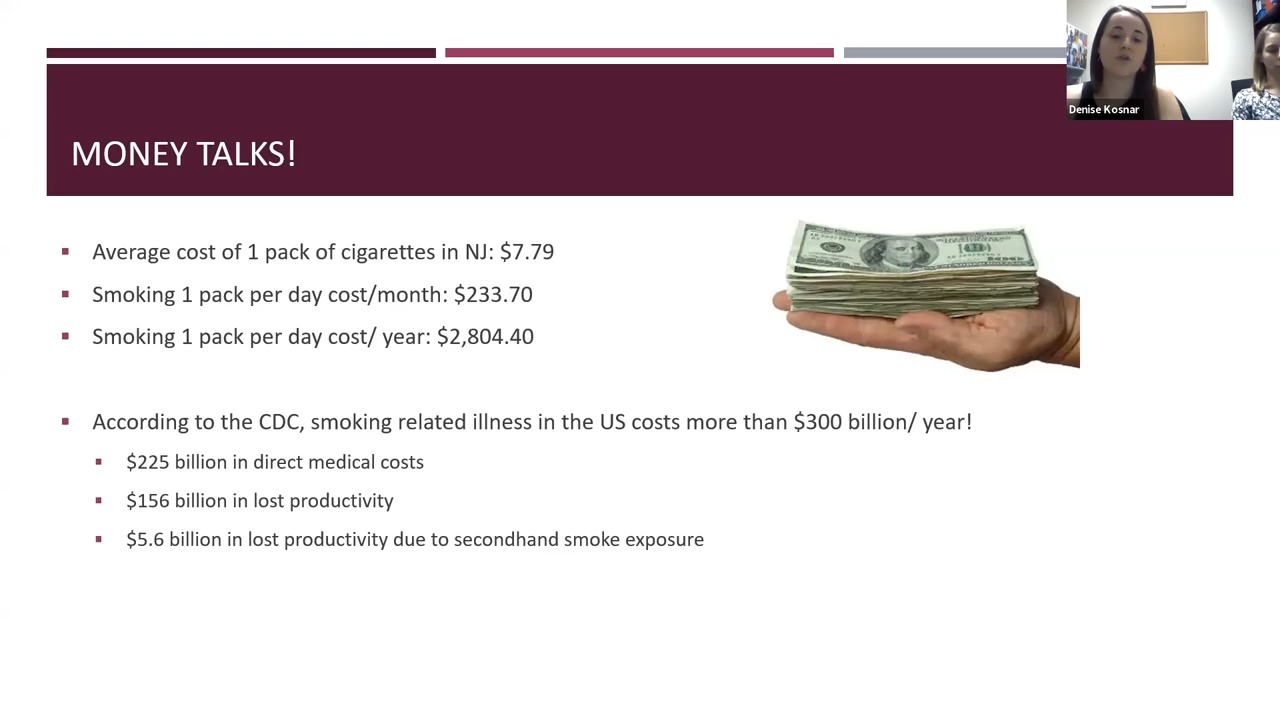 Denise Kosnar
MONEY TALKS!
Average cost of 1 pack of cigarettes in NJ: $7.79
Smoking 1 pack per day cost/month: $233.70
Smoking 1 pack per day cost/ year: $2,804.40
According to the CDC, smoking related illness in the US costs more than $300 billion/ year!
$225 billion in direct medical costs
$156 billion in lost productivity
$5.6 billion in lost productivity due to secondhand smoke exposure